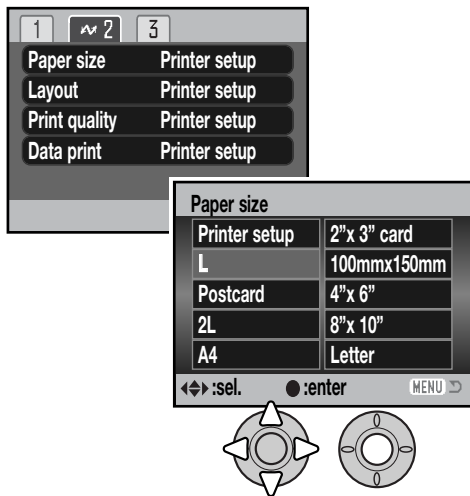 1 2 3
Paper size Printer setup
Layout Printer setup
Print quality Printer setup
Data print Printer setup
Paper size
Printer setup 2”x 3” card
L 100mmx150mm
Postcard 4”x 6”
2L 8”x 10”
A4 Letter
:sel. :enter MENU